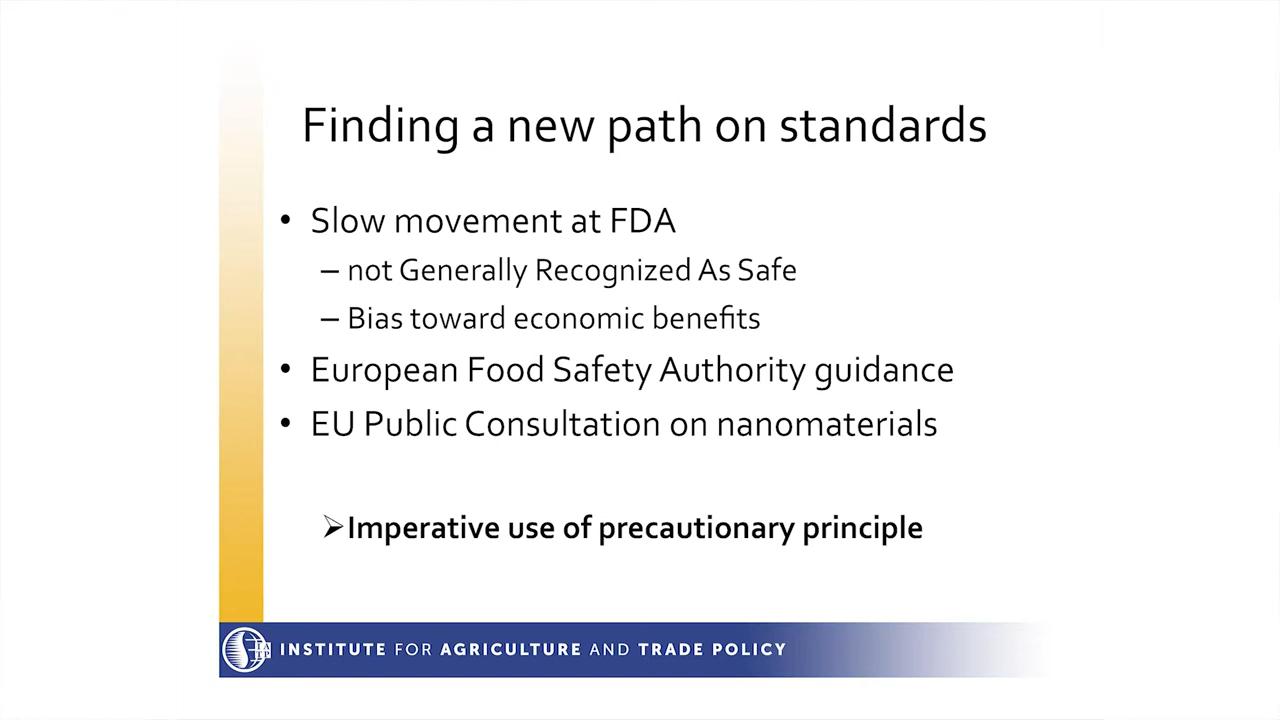 Finding a new path on standards
• Slow movement at FDA
– not Generally Recognized As Safe
– Bias toward economic benefits
• European Food Safety Authority guidance
• EU Public Consultation on nanomaterials
➢Imperative use of precautionary principle
IATP INSTITUTE FOR AGRICULTURE AND TRADE POLICY